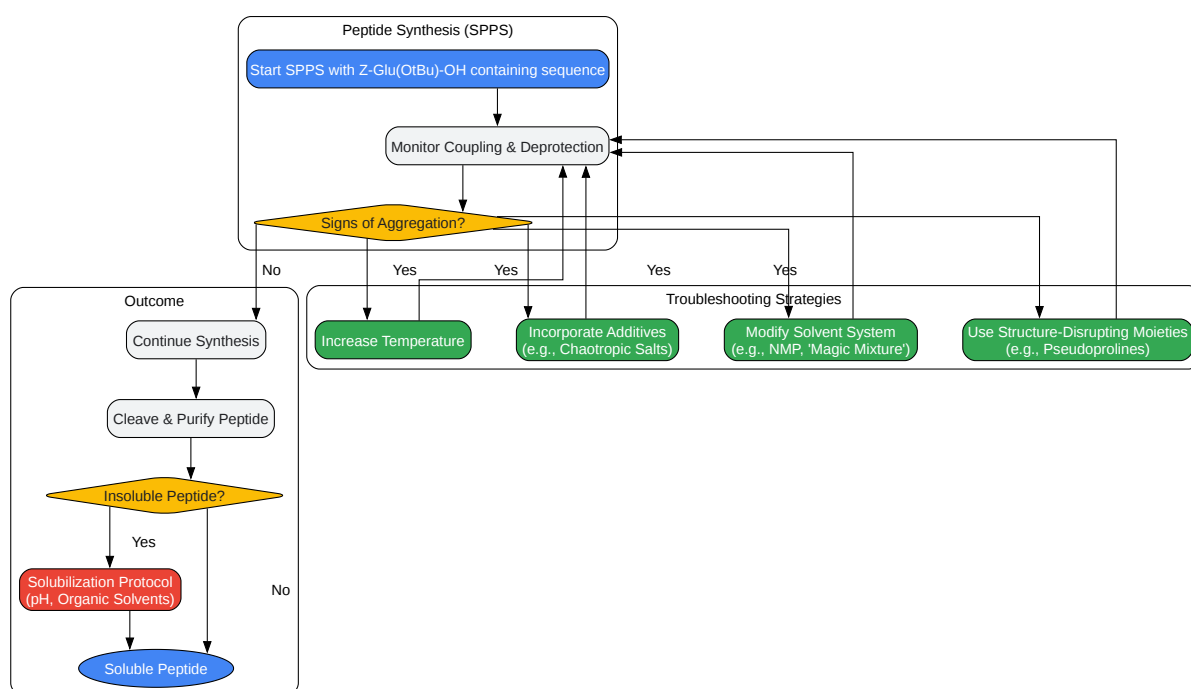 Peptide Synthesis (SPPS)
Start SPPS with Z-Glu(OtBu)-OH containing sequence
Monitor Coupling & Deprotection
Signs of Aggregation?
No
Yes
Yes
Yes
Yes
Outcome
Troubleshooting Strategies
Continue Synthesis
Increase Temperature
Incorporate Additives
(e.g., Chaotropic Salts)
Modify Solvent System
(e.g., NMP, 'Magic Mixture')
Use Structure-Disrupting Moieties
(e.g., Pseudoprolines)
Cleave & Purify Peptide
Insoluble Peptide?
Yes
Solubilization Protocol
(pH, Organic Solvents)
No
Soluble Peptide